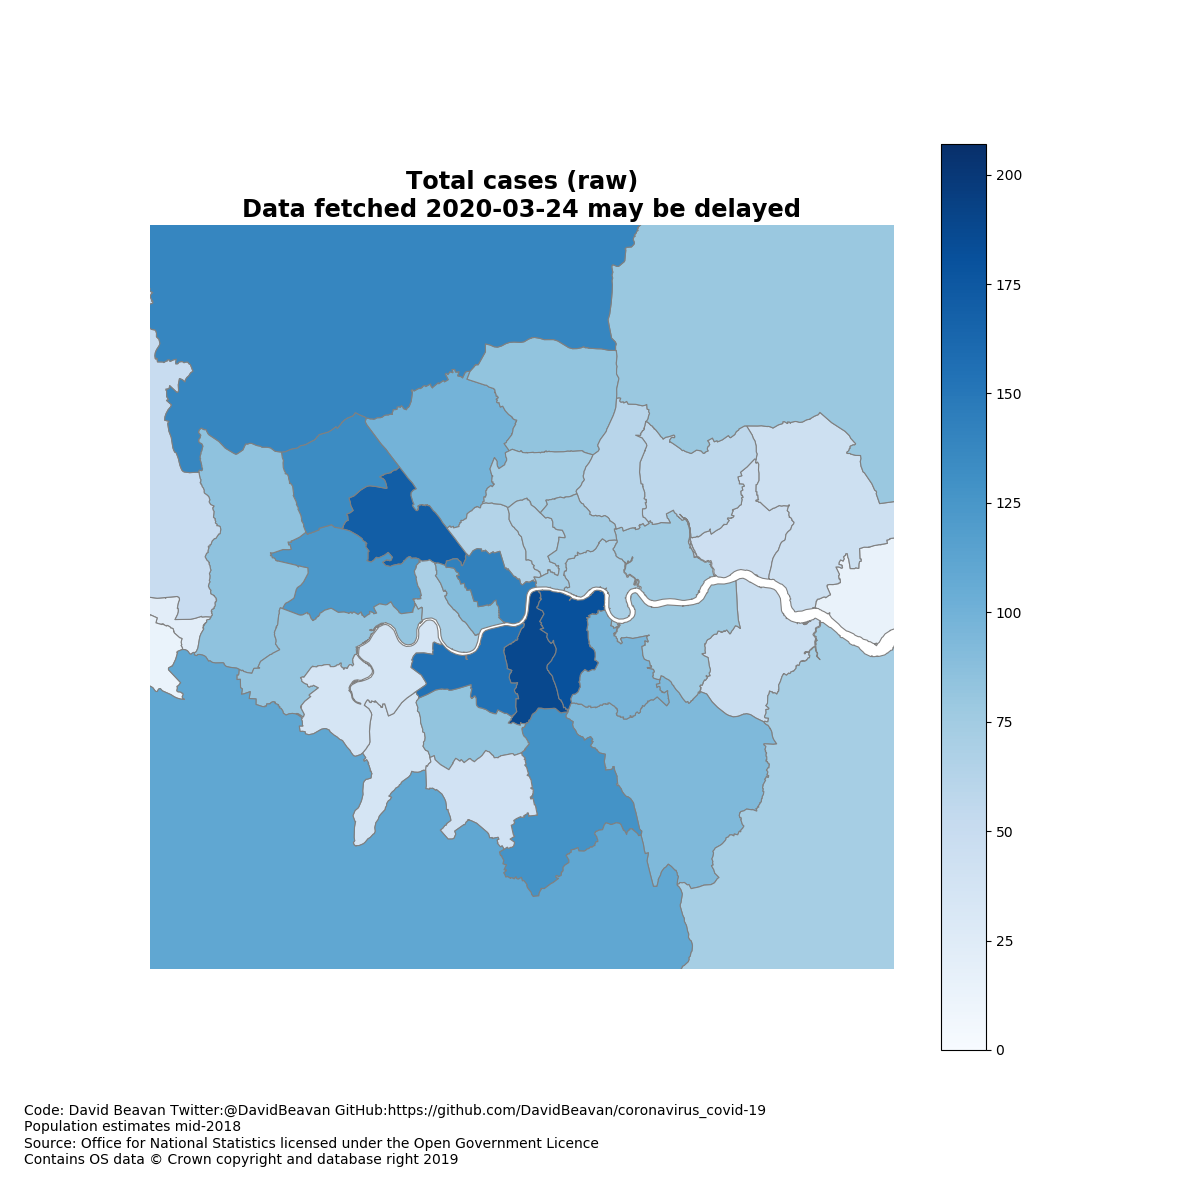 Total cases (raw)
Data fetched 2020-03-24 may be delayed
200
175
150
125
100
75
50
25
0
Code: David Beavan Twitter:@DavidBeavan GitHub:https://github.com/DavidBeavan/coronavirus_covid-19
Population estimates mid-2018
Source: Office for National Statistics licensed under the Open Government Licence
Contains OS data © Crown copyright and database right 2019